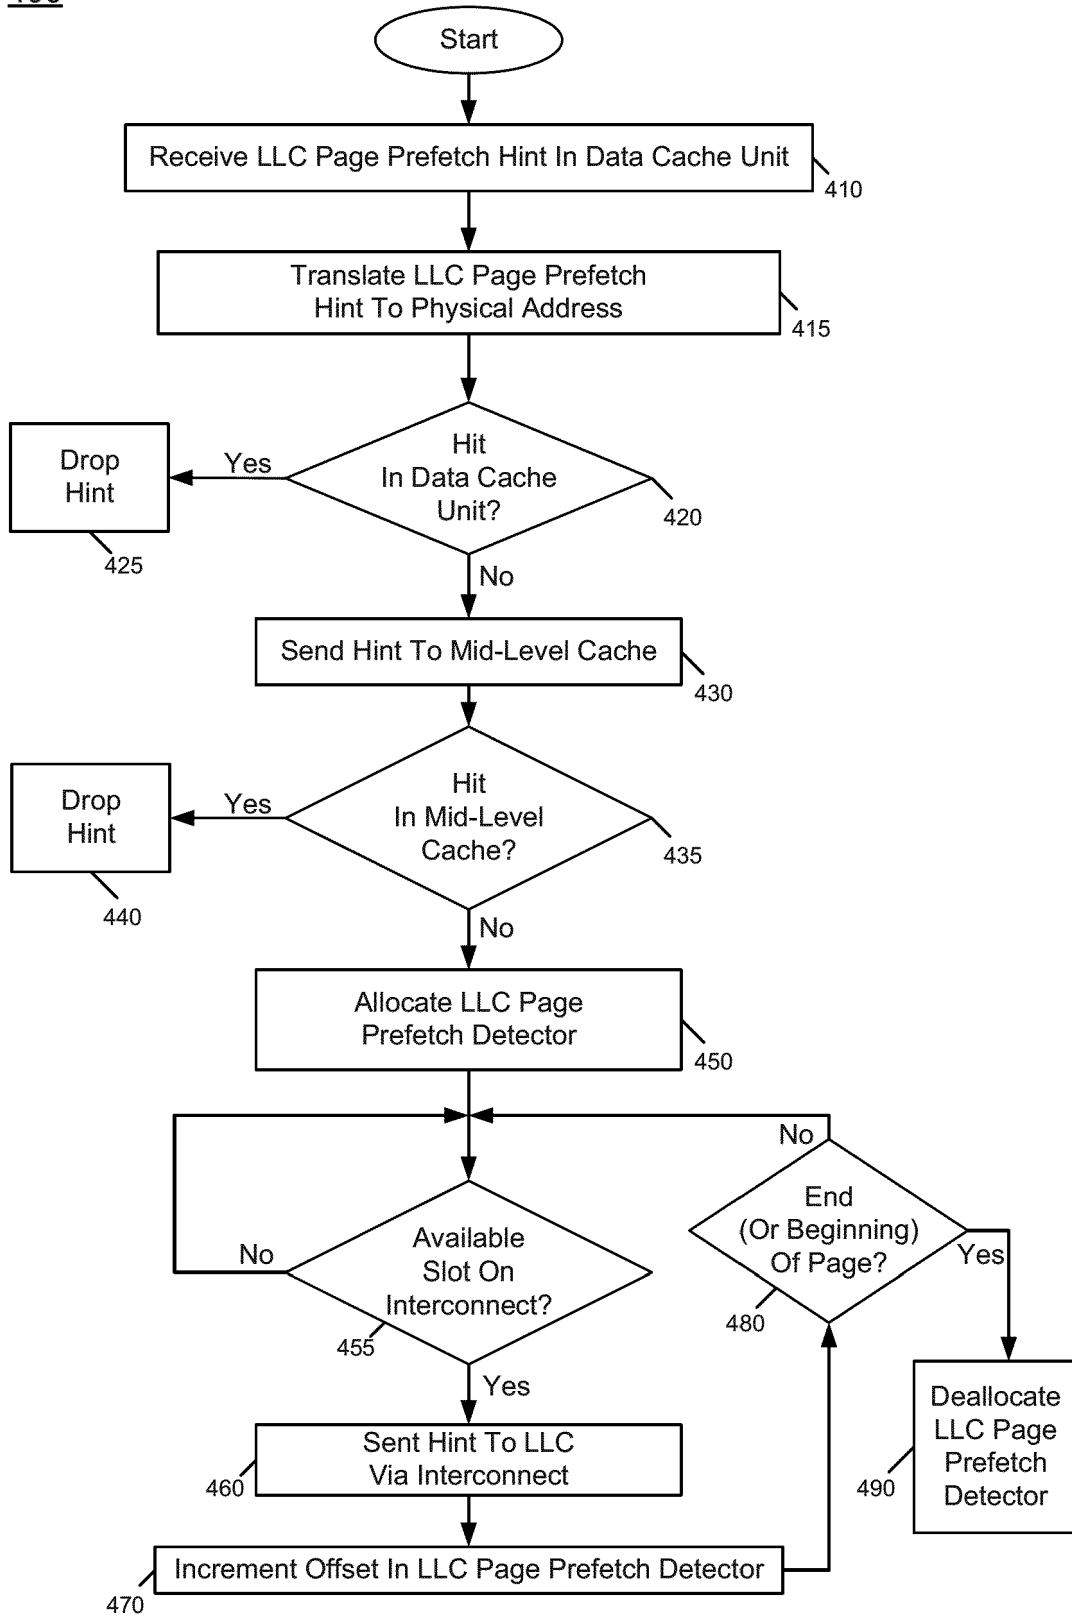 Start
Receive LLC Page Prefetch Hint In Data Cache Unit
410
Translate LLC Page Prefetch
Hint To Physical Address
415
Hit
In Data Cache
Unit?
420
Yes
Drop
Hint
425
No
Send Hint To Mid-Level Cache
430
Hit
In Mid-Level
Cache?
435
Yes
Drop
Hint
440
No
Allocate LLC Page
Prefetch Detector
450
Available
Slot On
Interconnect?
455
No
Yes
Sent Hint To LLC
Via Interconnect
460
Increment Offset In LLC Page Prefetch Detector
470
End
(Or Beginning)
Of Page?
480
No
Yes
Deallocate
LLC Page
Prefetch
Detector
490